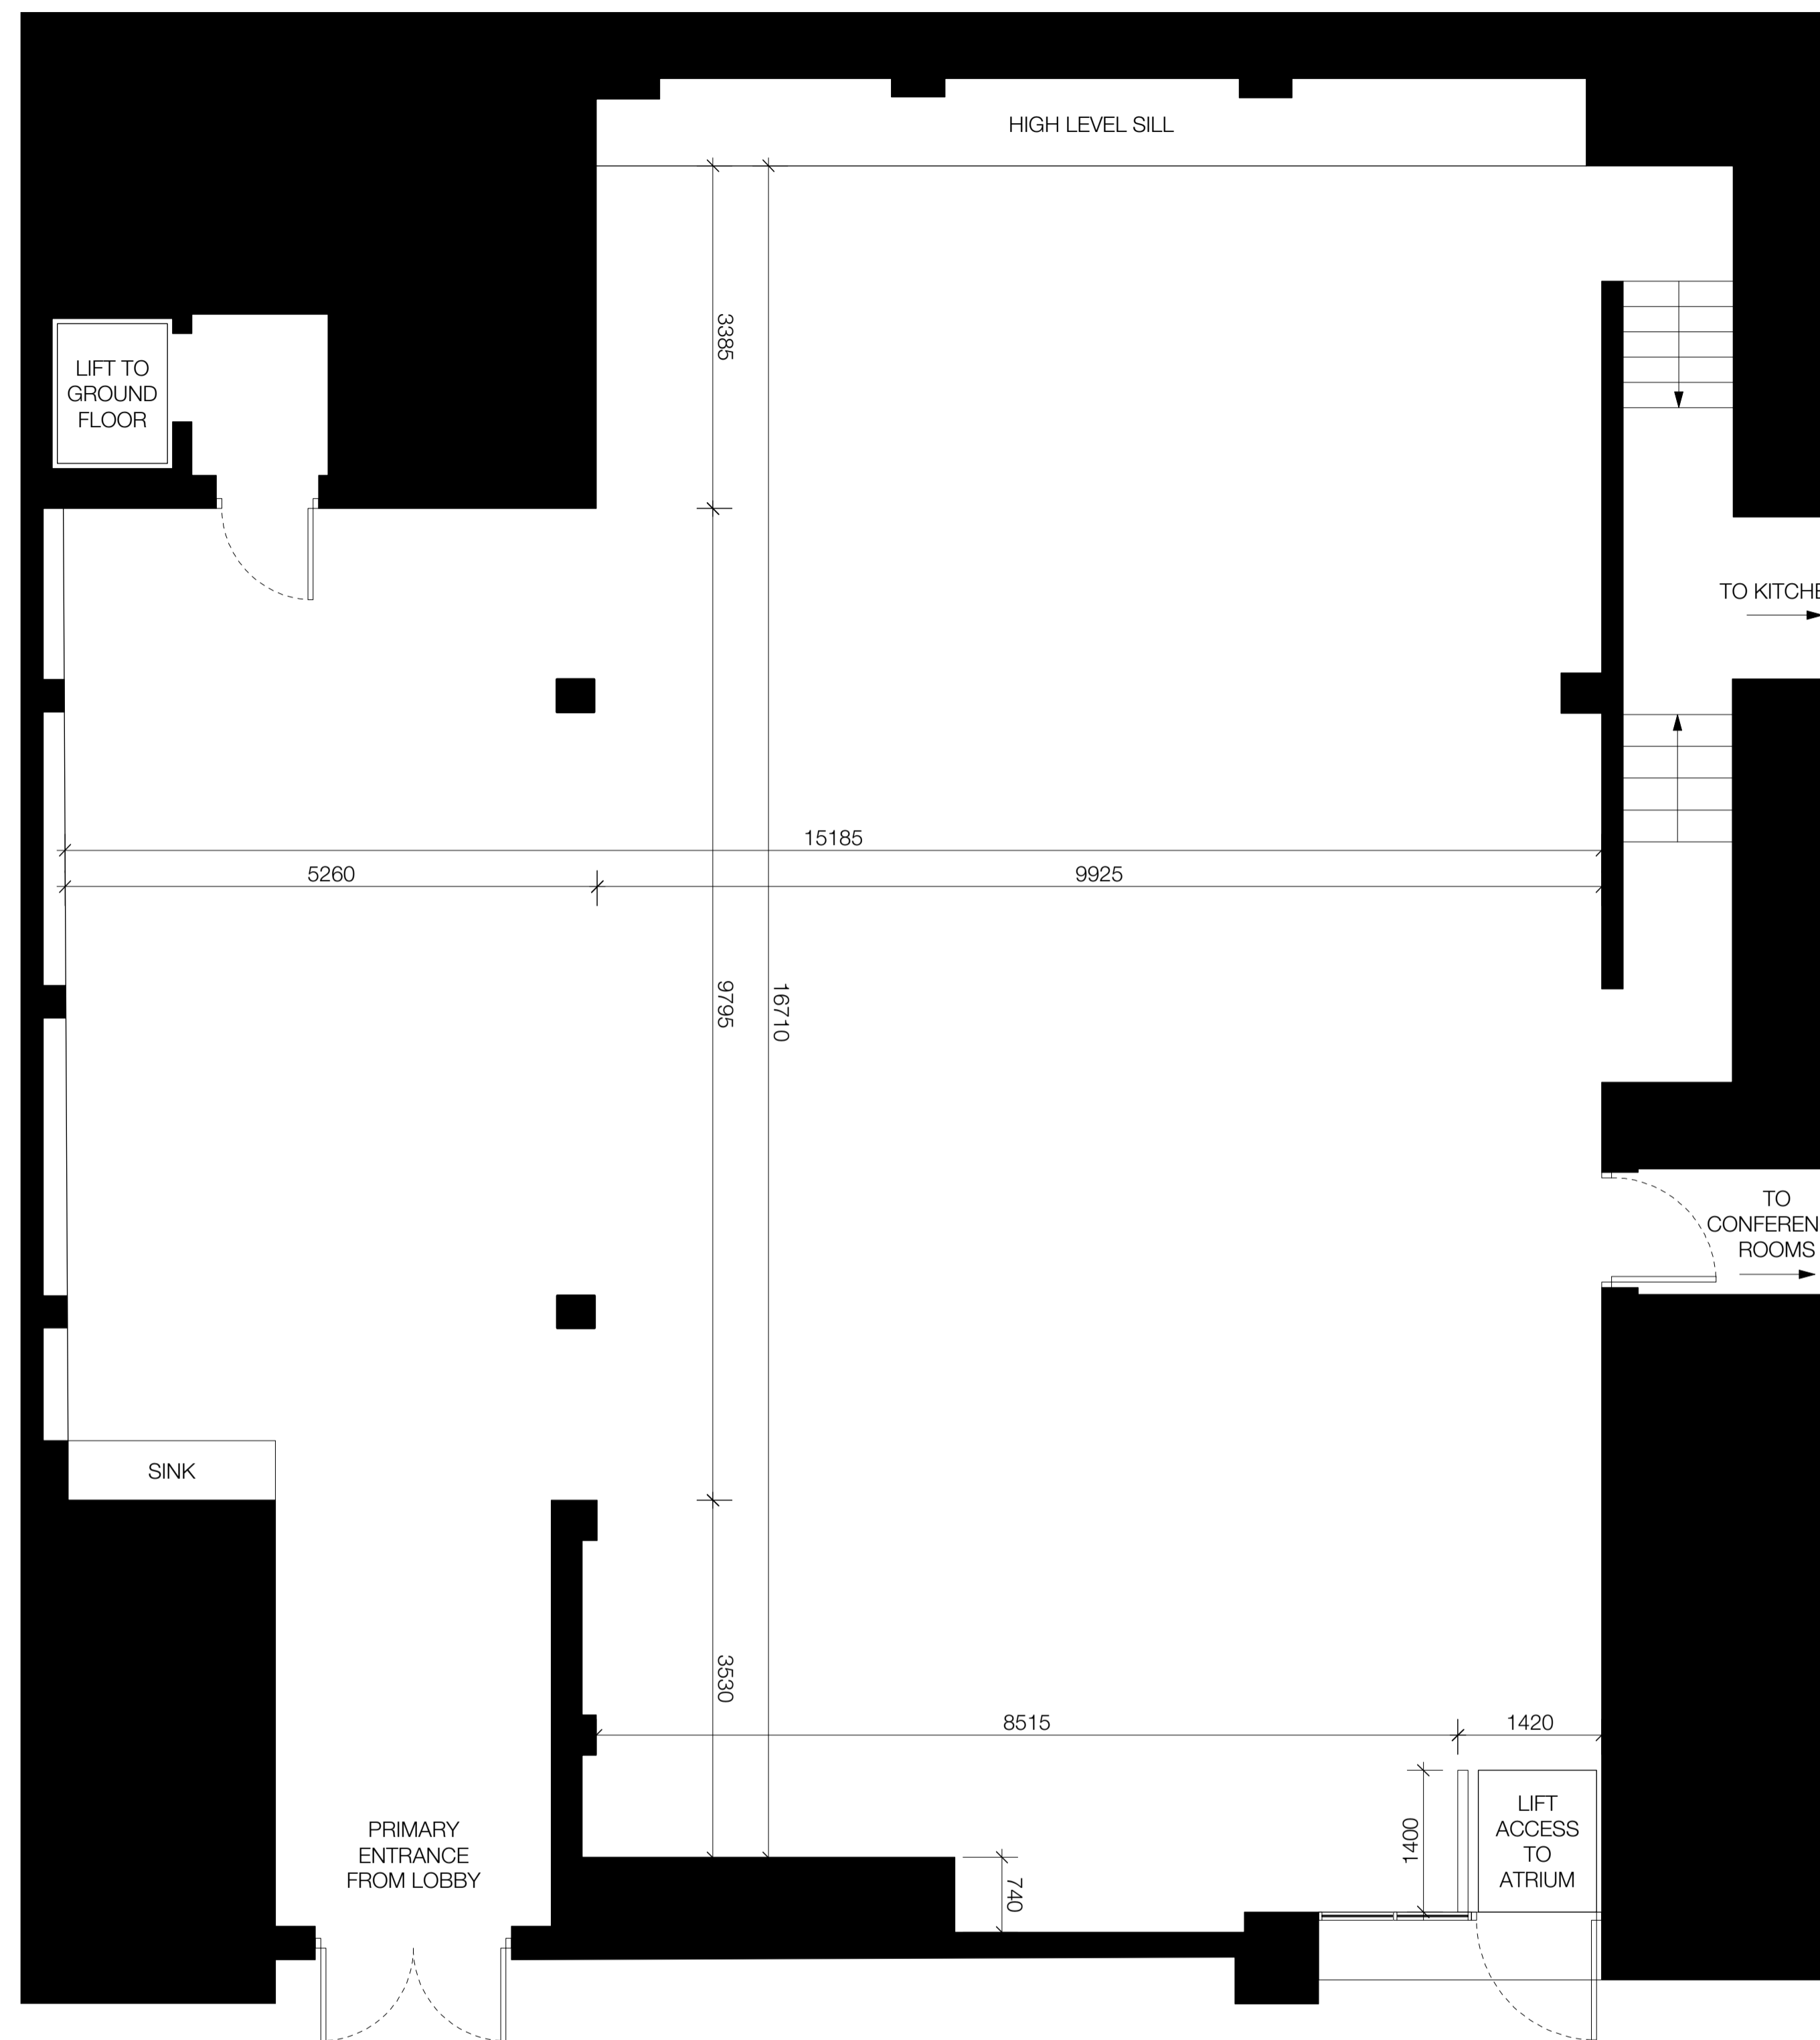 HIGH LEVEL SILL
3385
LIFT TO
GROUND
FLOOR
TO KITCHE
15185
5260
9925
9795
16710
TO
CONFEREN
ROOMS
SINK
3530
8515
1420
LIFT
ACCESS
TO
ATRIUM
1400
PRIMARY
ENTRANCE
FROM LOBBY
740